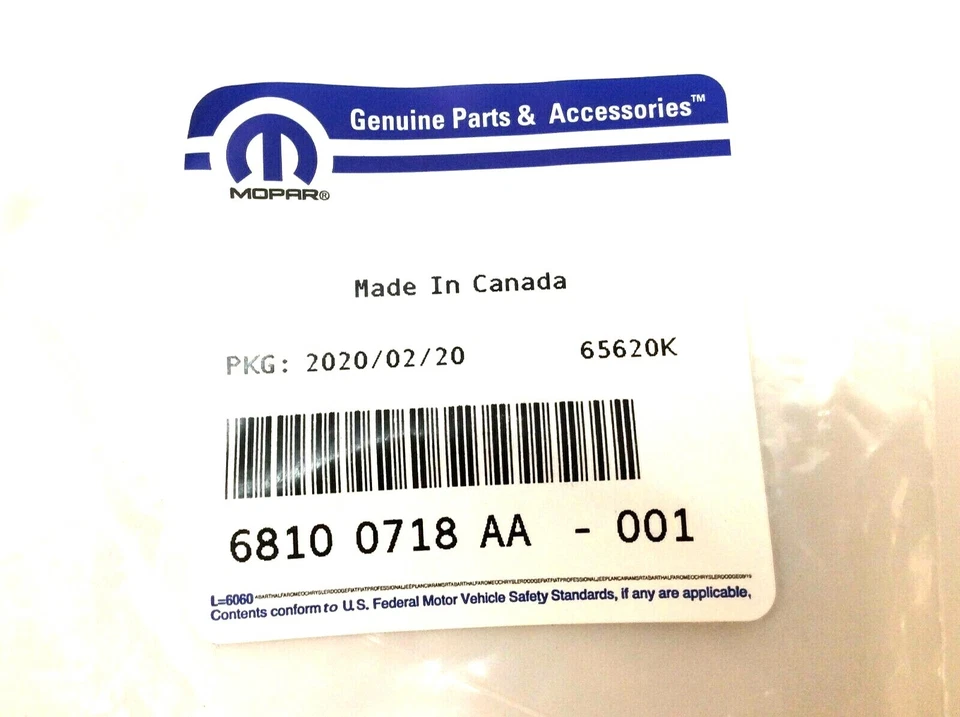 Genuine Parts & Accessories™
MOPAR®
Made In Canada
PKG: 2020/02/20 65620K
6810 0718 AA - 001
L=6060
Contents conform to U.S. Federal Motor Vehicle Safety Standards, if any are applicable,